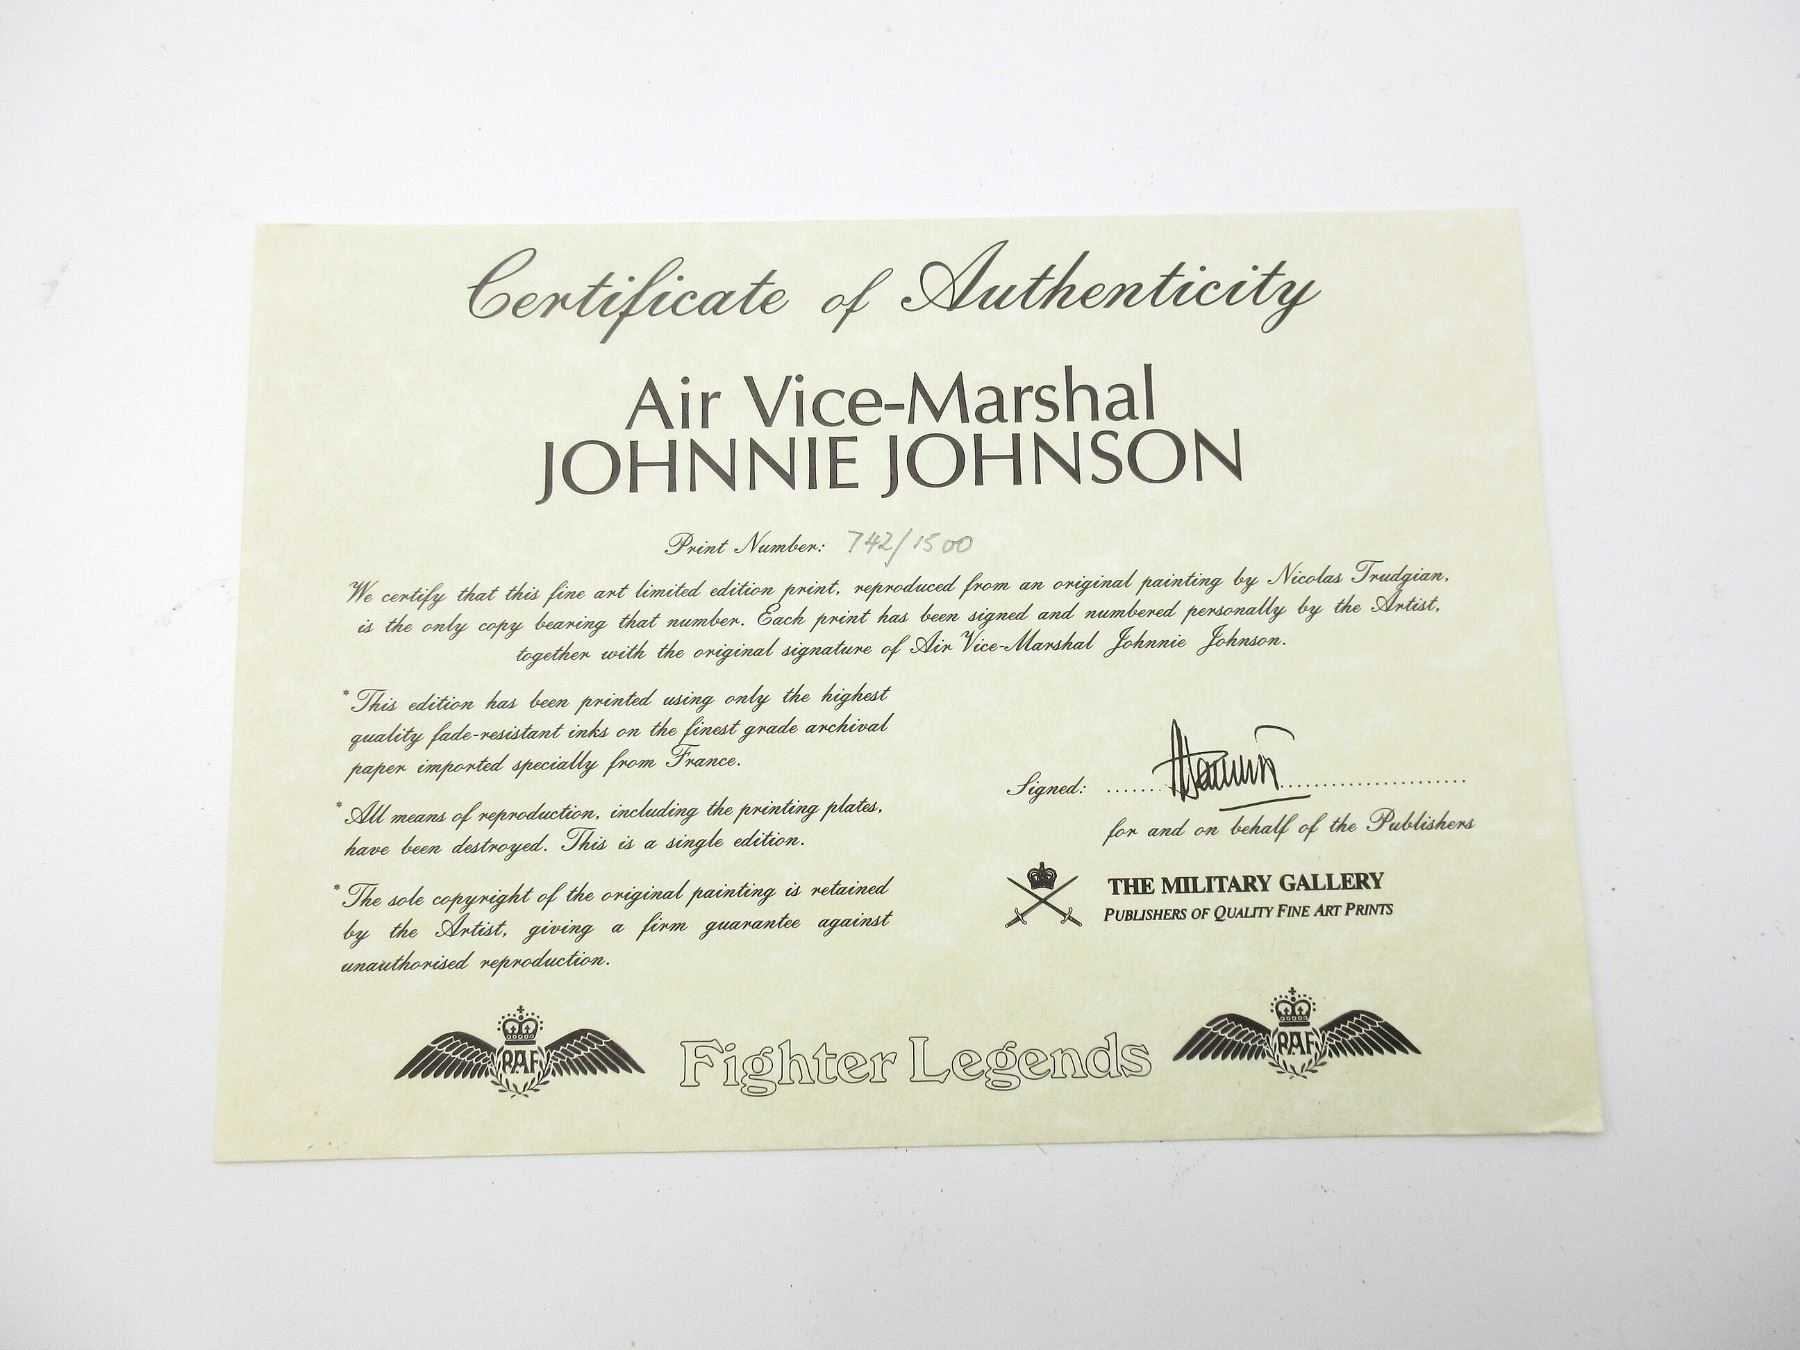 Certificate of Authenticity
Air Vice-Marshal
JOHNNIE JOHNSON
Print Number: 742/1500
We certify that this fine art limited edition print, reproduced from an original painting by Nicolas Trudgian,
is the only copy bearing that number. Each print has been signed and numbered personally by the Artist,
together with the original signature of Air Vice-Marshal Johnnie Johnson.
* This edition has been printed using only the highest
quality fade-resistant inks on the finest grade archival
paper imported specially from France.
* All means of reproduction, including the printing plates,
have been destroyed. This is a single edition.
* The sole copyright of the original painting is retained
by the Artist, giving a firm guarantee against
unauthorised reproduction.
Signed:
for and on behalf of the Publishers
THE MILITARY GALLERY
PUBLISHERS OF QUALITY FINE ART PRINTS
RAF
Fighter Legends
RAF